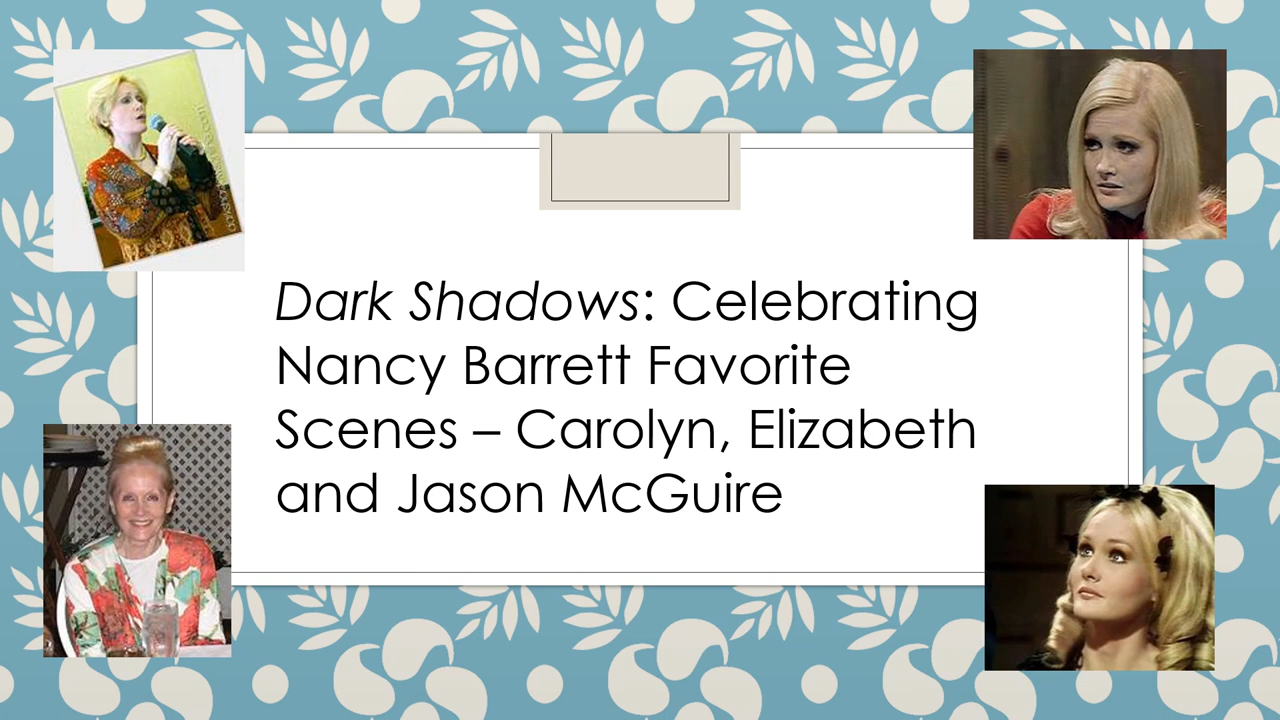 Dark Shadows: Celebrating
Nancy Barrett Favorite
Scenes – Carolyn, Elizabeth
and Jason McGuire